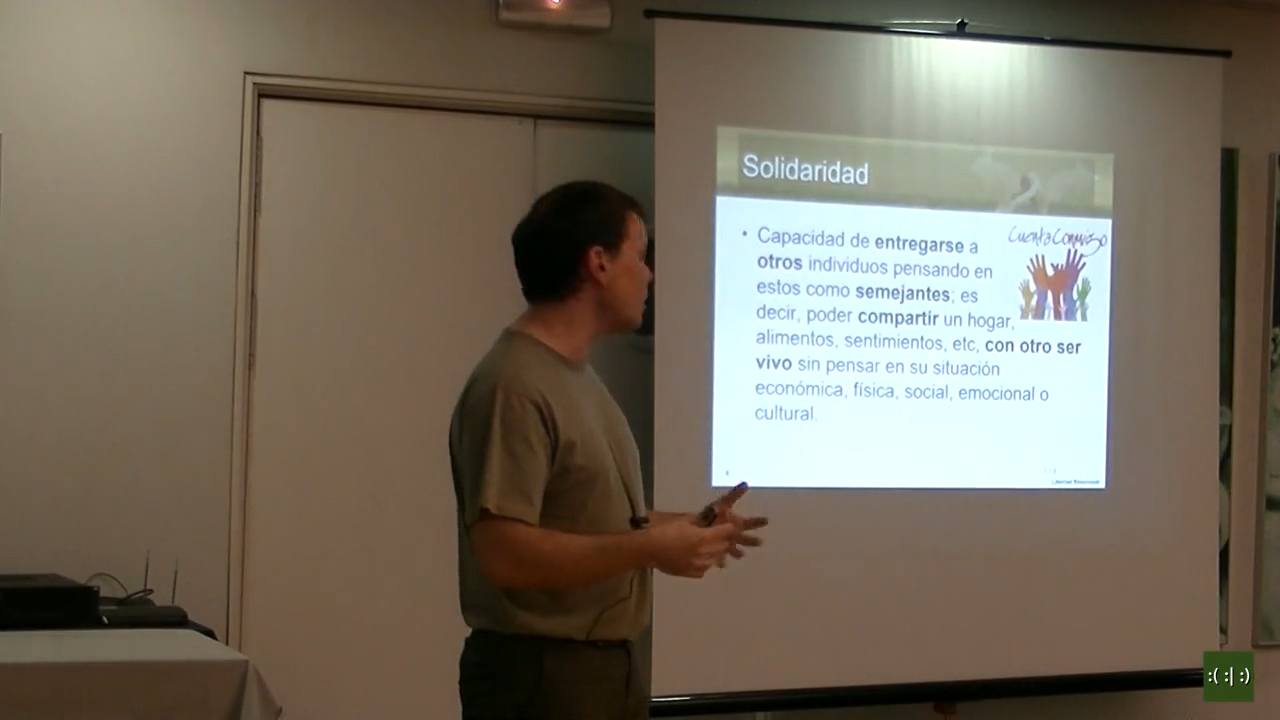 Solidaridad
Cuenta Conmigo
• Capacidad de entregarse a
otros individuos pensando en
estos como semejantes; es
decir, poder compartir un hogar,
alimentos, sentimientos, etc, con otro ser
vivo sin pensar en su situación
económica, física, social, emocional o
cultural.
:( :| :)